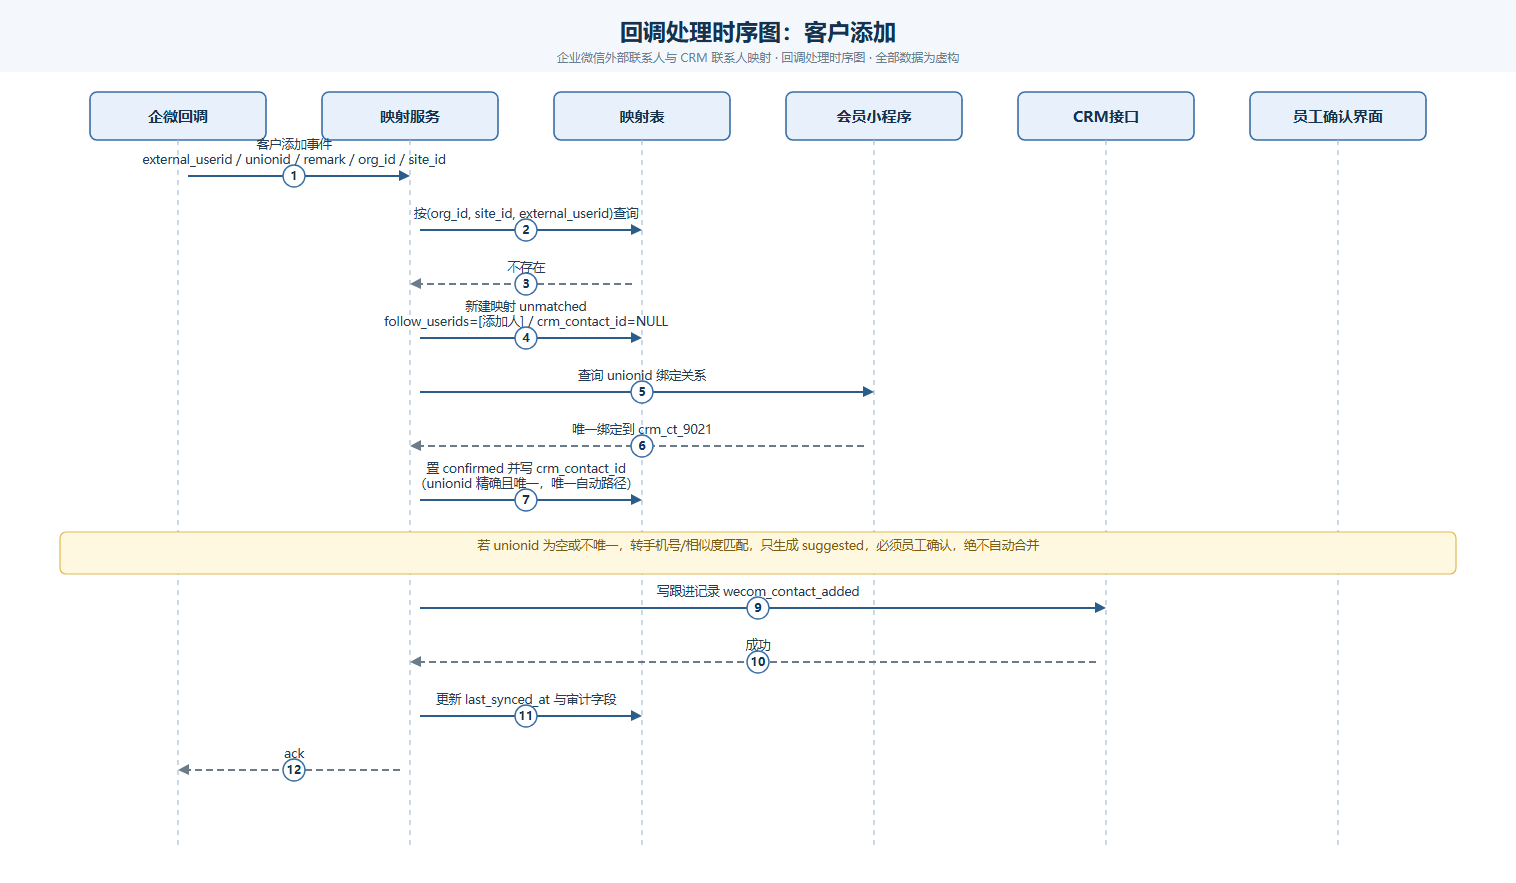 回调处理时序图：客户添加
企业微信外部联系人与 CRM 联系人映射 · 回调处理时序图 · 全部数据为虚构
企微回调
映射服务
映射表
会员小程序
CRM接口
员工确认界面
客户添加事件
external_userid / unionid / remark / org_id / site_id
1
按(org_id, site_id, external_userid)查询
2
不存在
3
新建映射 unmatched
follow_userids=[添加人] / crm_contact_id=NULL
4
查询 unionid 绑定关系
5
唯一绑定到 crm_ct_9021
6
置 confirmed 并写 crm_contact_id
（unionid 精确且唯一，唯一自动路径）
7
若 unionid 为空或不唯一，转手机号/相似度匹配，只生成 suggested，必须员工确认，绝不自动合并
写跟进记录 wecom_contact_added
9
成功
10
更新 last_synced_at 与审计字段
11
ack
12